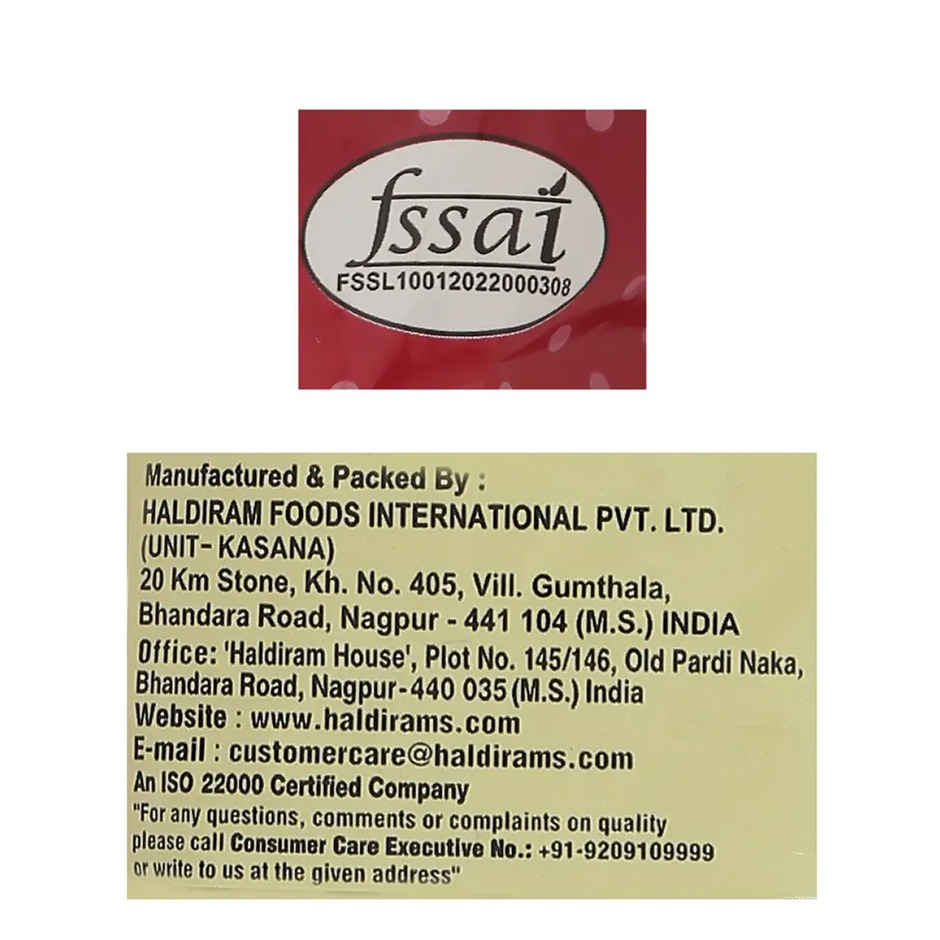 fssai
FSSL10012022000308
Manufactured & Packed By :
HALDIRAM FOODS INTERNATIONAL PVT. LTD.
(UNIT- KASANA)
20 Km Stone, Kh. No. 405, Vill. Gumthala,
Bhandara Road, Nagpur - 441 104 (M.S.) INDIA
Office: 'Haldiram House', Plot No. 145/146, Old Pardi Naka,
Bhandara Road, Nagpur-440 035 (M.S.) India
Website : www.haldirams.com
E-mail : customercare@haldirams.com
An ISO 22000 Certified Company
"For any questions, comments or complaints on quality
please call Consumer Care Executive No.: +91-9209109999
or write to us at the given address"